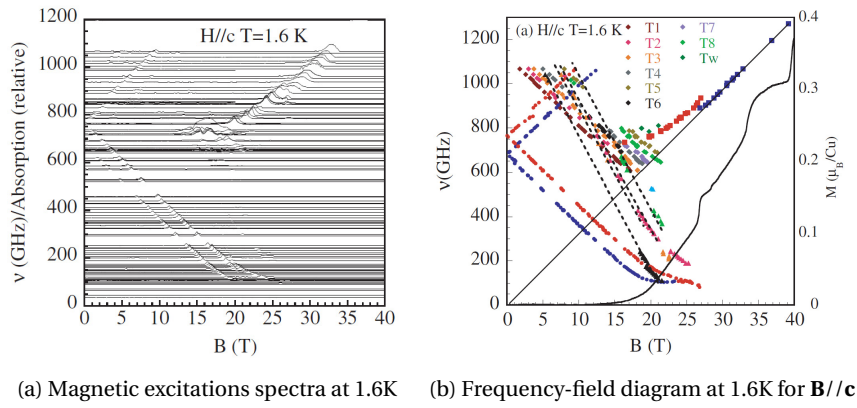 H//c T=1.6 K
ν (GHz)/Absorption (relative)
1200
1000
800
600
400
200
0
0 5 10 15 20 25 30 35 40
B (T)
(a) H//c T=1.6 K
T1 T7
T2 T8
T3 Tw
T4
T5
T6
ν(GHz)
1200
1000
800
600
400
200
0
0 5 10 15 20 25 30 35 40
B (T)
0.4
0.3
0.2
0.1
0
M (μB/Cu)
(a) Magnetic excitations spectra at 1.6K
(b) Frequency-field diagram at 1.6K for B//c